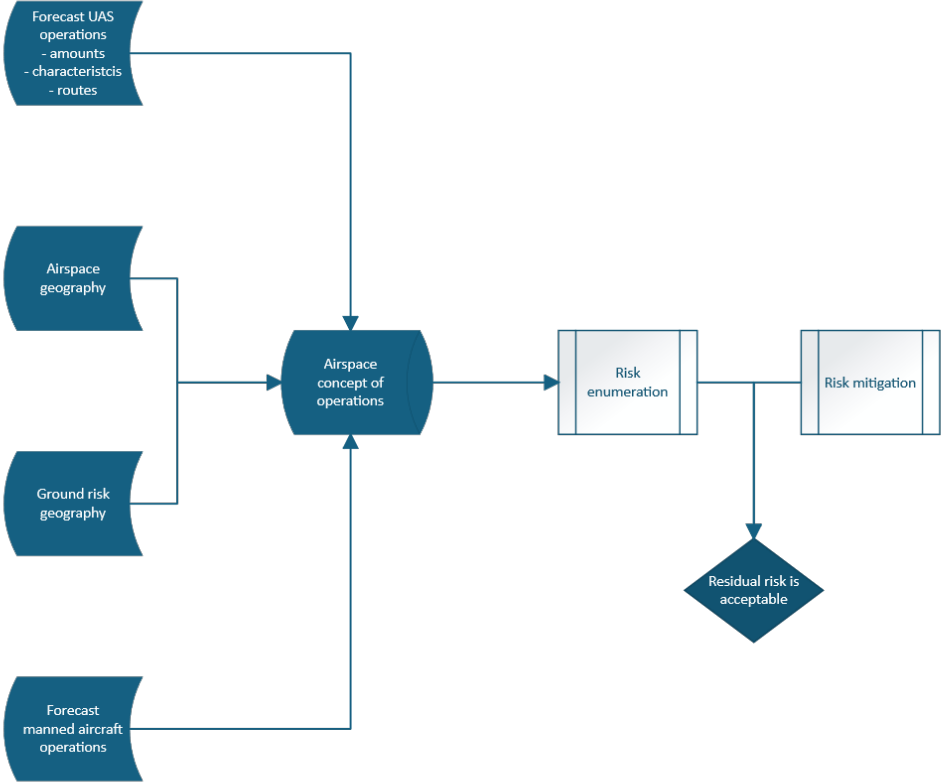 Forecast UAS
operations
- amounts
- characteristcis
- routes
Airspace
geography
Ground risk
geography
Forecast
manned aircraft
operations
Airspace
concept of
operations
Risk
enumeration
Risk mitigation
Residual risk is
acceptable